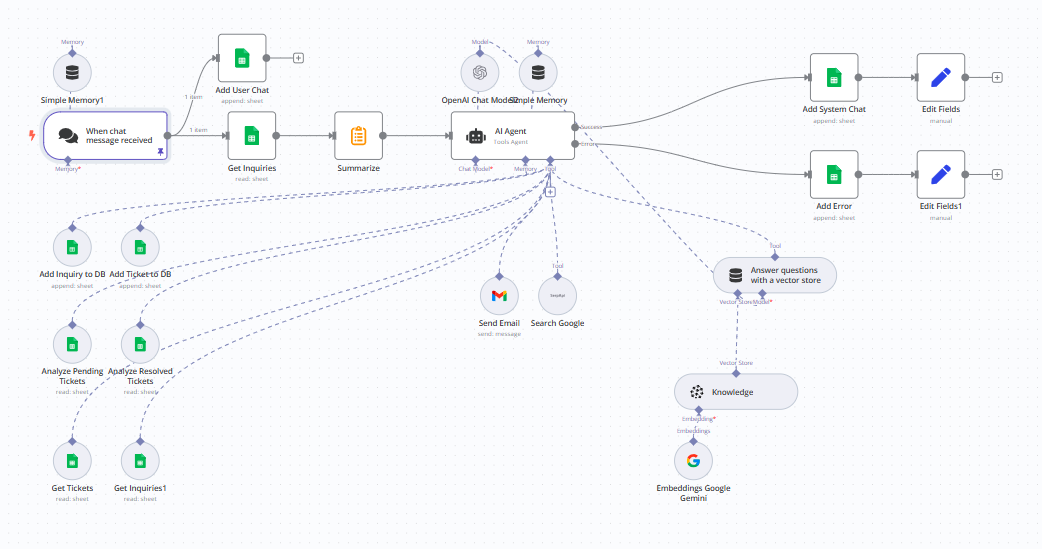 Memory
Simple Memory1
When chat
message received
Memory*
1 item
1 item
Add User Chat
append: sheet
Get Inquiries
read: sheet
Summarize
Model
Memory
OpenAI Chat Model2
Simple Memory
AI Agent
Tools Agent
Success
Error
Chat Model*
Memory
Tool
Add System Chat
append: sheet
Edit Fields
manual
Add Error
append: sheet
Edit Fields1
manual
Add Inquiry to DB
append: sheet
Add Ticket to DB
append: sheet
Analyze Pending
Tickets
read: sheet
Analyze Resolved
Tickets
read: sheet
Get Tickets
read: sheet
Get Inquiries1
read: sheet
Send Email
send: message
Tool
SerpApi
Search Google
Tool
Answer questions
with a vector store
Vector Store
Model*
Vector Store
Knowledge
Embedding*
Embeddings
Embeddings Google
Gemini